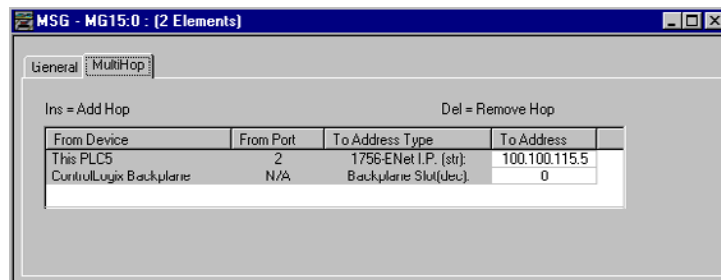 MSG - MG15:0 : (2 Elements)
General MultiHop
Ins = Add Hop Del = Remove Hop
From Device From Port To Address Type To Address
This PLC5 2 1756-ENet I.P. (str): 100.100.115.5
ControlLogix Backplane N/A Backplane Slot(dec): 0